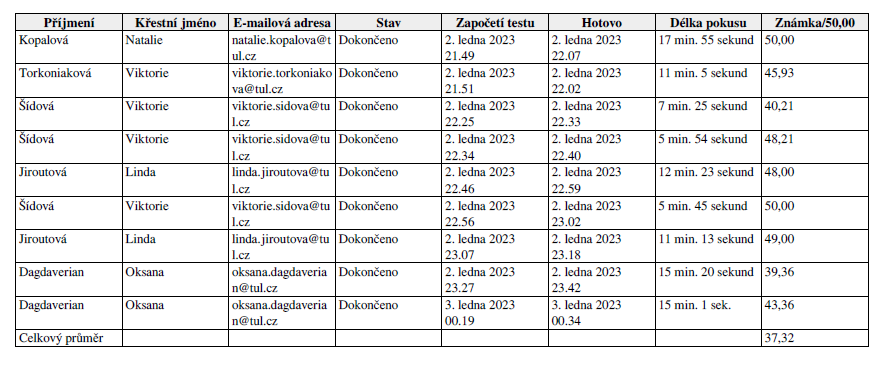 Příjmení Křestní jméno E-mailová adresa Stav Započetí testu Hotovo Délka pokusu Známka/50,00
Kopalová Natalie natalie.kopalova@t Dokončeno 2. ledna 2023 2. ledna 2023 17 min. 55 sekund 50,00
ul.cz 21.49 22.07
Torkoniaková Viktorie viktorie.torkoniako Dokončeno 2. ledna 2023 2. ledna 2023 11 min. 5 sekund 45,93
va@tul.cz 21.51 22.02
Šídová Viktorie viktorie.sidova@tu Dokončeno 2. ledna 2023 2. ledna 2023 7 min. 25 sekund 40,21
l.cz 22.25 22.33
Šídová Viktorie viktorie.sidova@tu Dokončeno 2. ledna 2023 2. ledna 2023 5 min. 54 sekund 48,21
l.cz 22.34 22.40
Jiroutová Linda linda.jiroutova@tu Dokončeno 2. ledna 2023 2. ledna 2023 12 min. 23 sekund 48,00
l.cz 22.46 22.59
Šídová Viktorie viktorie.sidova@tu Dokončeno 2. ledna 2023 2. ledna 2023 5 min. 45 sekund 50,00
l.cz 22.56 23.02
Jiroutová Linda linda.jiroutova@tu Dokončeno 2. ledna 2023 2. ledna 2023 11 min. 13 sekund 49,00
l.cz 23.07 23.18
Dagdaverian Oksana oksana.dagdaveria Dokončeno 2. ledna 2023 2. ledna 2023 15 min. 20 sekund 39,36
n@tul.cz 23.27 23.42
Dagdaverian Oksana oksana.dagdaveria Dokončeno 3. ledna 2023 3. ledna 2023 15 min. 1 sek. 43,36
n@tul.cz 00.19 00.34
Celkový průměr 37,32